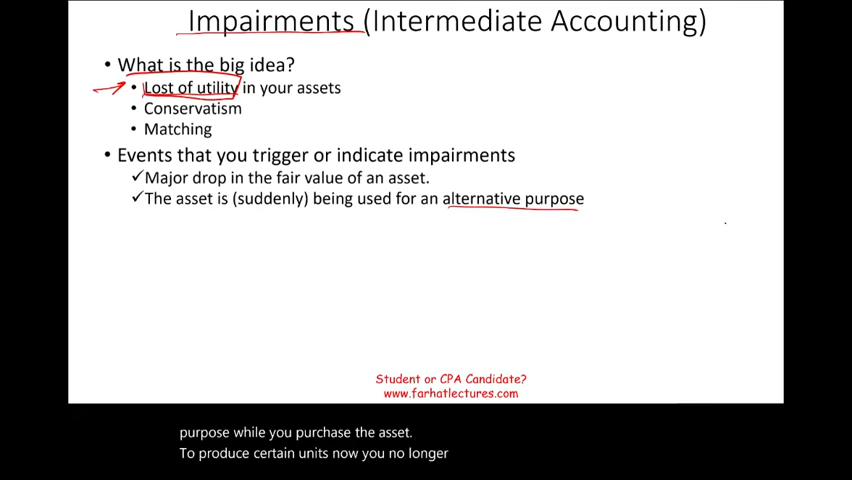 Impairments (Intermediate Accounting)
• What is the big idea?
• Lost of utility in your assets
• Conservatism
• Matching
• Events that you trigger or indicate impairments
✓Major drop in the fair value of an asset.
✓The asset is (suddenly) being used for an alternative purpose
Student or CPA Candidate?
www.farhatlectures.com
purpose while you purchase the asset.
To produce certain units now you no longer